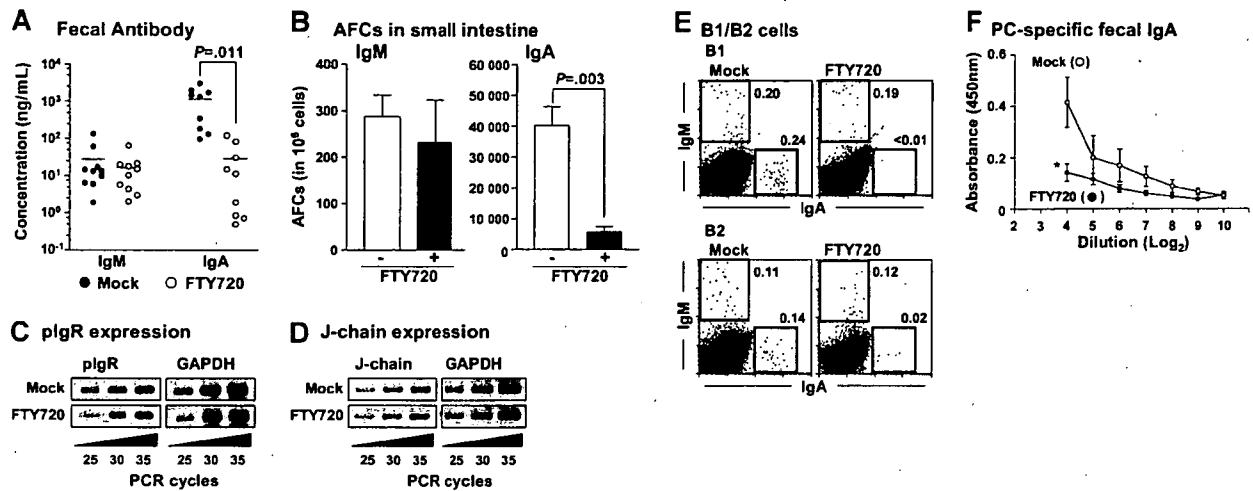 A Fecal Antibody
P=.011
Concentration (ng/mL)
10⁴
10³
10²
10¹
10⁰
10⁻¹
IgM IgA
● Mock ○ FTY720
B AFCs in small intestine
IgM IgA
AFCs (in 10⁶ cells)
400
300
200
100
0
60 000
50 000
40 000
30 000
20 000
10 000
0
P=.003
- +
FTY720
- +
FTY720
C pIgR expression
pIgR GAPDH
Mock
FTY720
25 30 35 25 30 35
PCR cycles
D J-chain expression
J-chain GAPDH
Mock
FTY720
25 30 35 25 30 35
PCR cycles
E B1/B2 cells
B1
Mock FTY720
0.20 0.19
0.24 <0.01
IgM
IgA
B2
Mock FTY720
0.11 0.12
0.14 0.02
IgM
IgA
F PC-specific fecal IgA
Absorbance (450nm)
0.6
0.4
0.2
0
Mock (○)
*
FTY720 (●)
2 3 4 5 6 7 8 9 10
Dilution (Log₂)